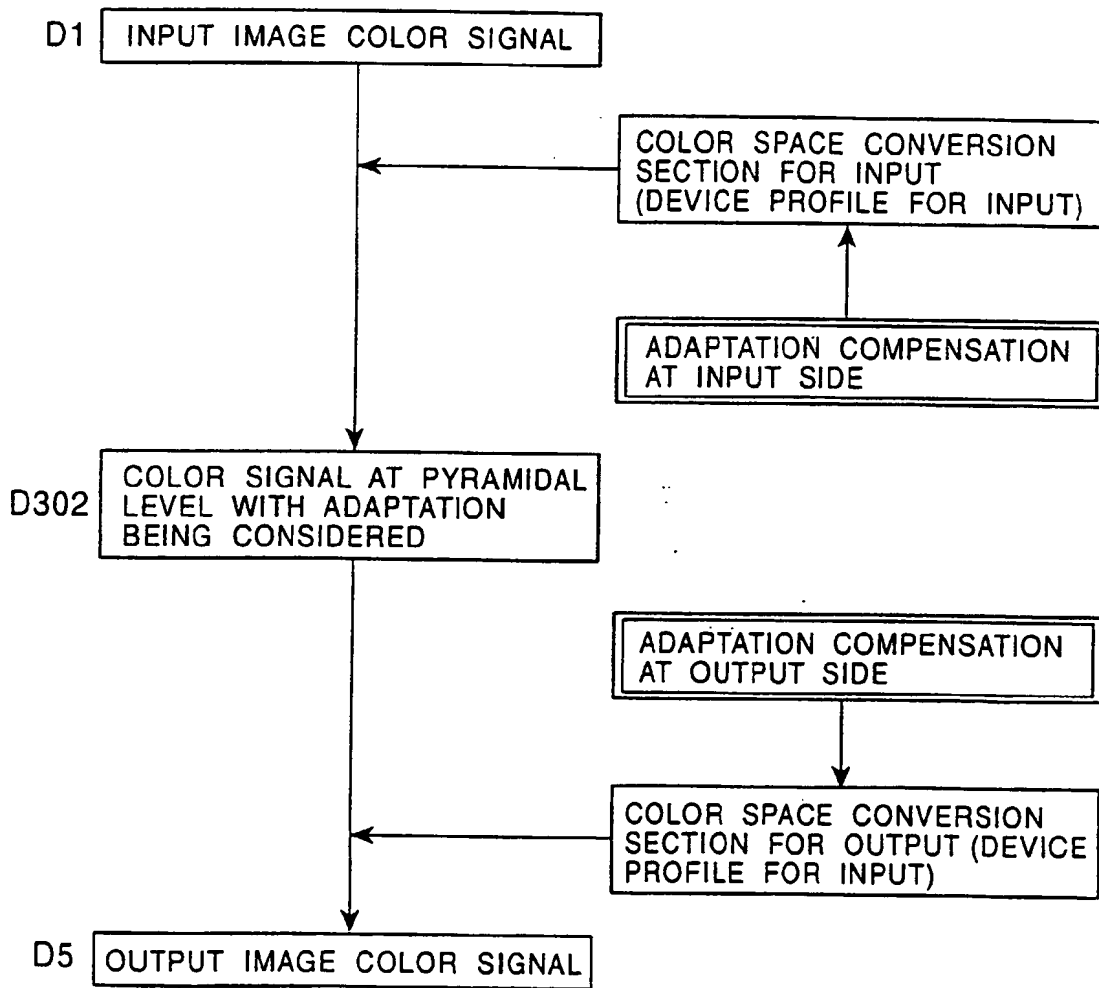 D1 INPUT IMAGE COLOR SIGNAL
COLOR SPACE CONVERSION
SECTION FOR INPUT
(DEVICE PROFILE FOR INPUT)
ADAPTATION COMPENSATION
AT INPUT SIDE
D302
COLOR SIGNAL AT PYRAMIDAL
LEVEL WITH ADAPTATION
BEING CONSIDERED
ADAPTATION COMPENSATION
AT OUTPUT SIDE
COLOR SPACE CONVERSION
SECTION FOR OUTPUT (DEVICE
PROFILE FOR INPUT)
D5 OUTPUT IMAGE COLOR SIGNAL